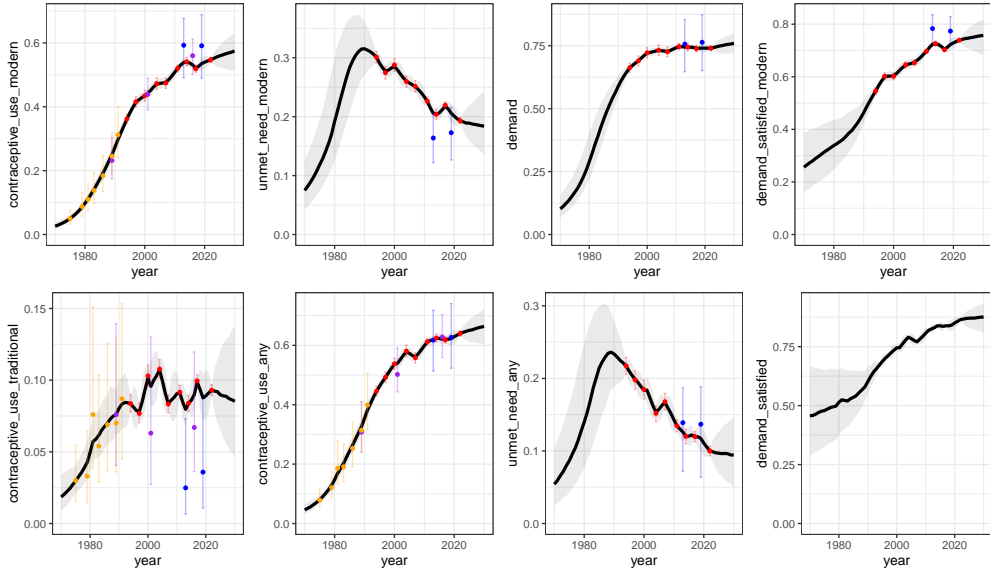 contraceptive_use_modern
0.6
0.4
0.2
0.0
1980 2000 2020
year
unmet_need_modern
0.3
0.2
0.1
0.0
1980 2000 2020
year
demand
0.75
0.50
0.25
0.00
1980 2000 2020
year
demand_satisfied_modern
0.8
0.6
0.4
0.2
0.0
1980 2000 2020
year
contraceptive_use_traditional
0.15
0.10
0.05
0.00
1980 2000 2020
year
contraceptive_use_any
0.6
0.4
0.2
0.0
1980 2000 2020
year
unmet_need_any
0.3
0.2
0.1
0.0
1980 2000 2020
year
demand_satisfied
0.75
0.50
0.25
0.00
1980 2000 2020
year